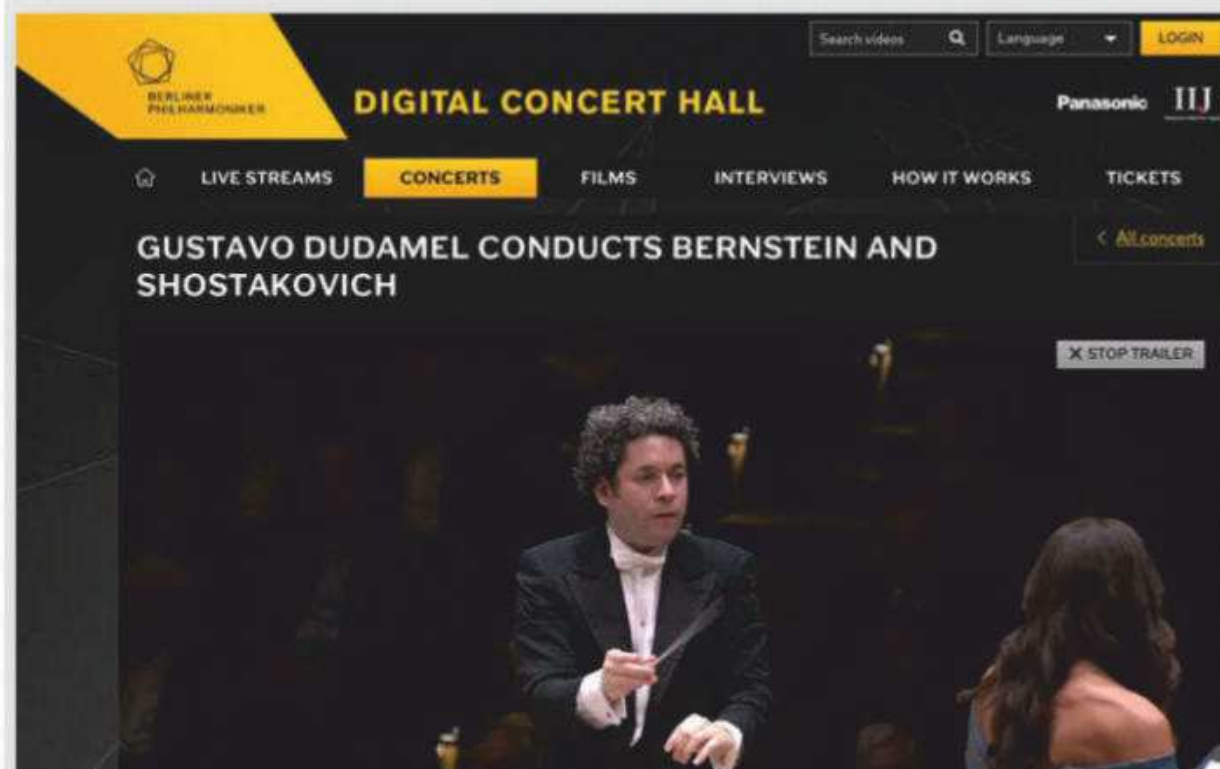 Search videos
Language
LOGIN
BERLINER
PHILHARMONIKER
DIGITAL CONCERT HALL
Panasonic
IIJ
LIVE STREAMS
CONCERTS
FILMS
INTERVIEWS
HOW IT WORKS
TICKETS
GUSTAVO DUDAMEL CONDUCTS BERNSTEIN AND
SHOSTAKOVICH
< All concerts
X STOP TRAILER